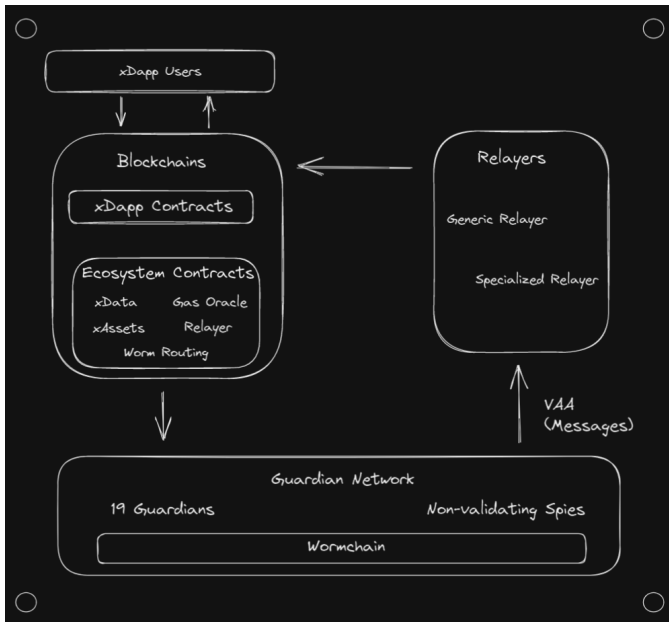 xDapp Users
Blockchains
xDapp Contracts
Ecosystem Contracts
xData Gas Oracle
xAssets Relayer
Worm Routing
Relayers
Generic Relayer
Specialized Relayer
VAA
(Messages)
Guardian Network
19 Guardians Non-validating Spies
Wormchain